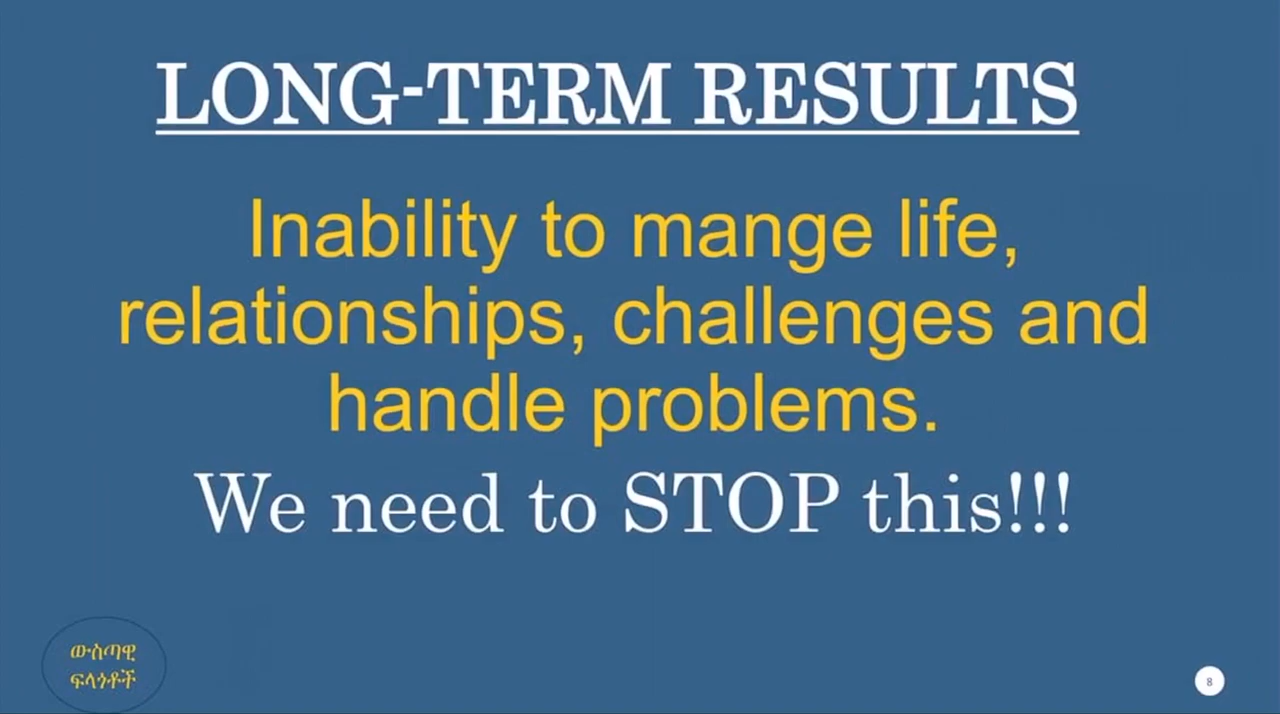 LONG-TERM RESULTS
Inability to mange life,
relationships, challenges and
handle problems.
We need to STOP this!!!
ውስጣዊ
ፍላጎቶች
8